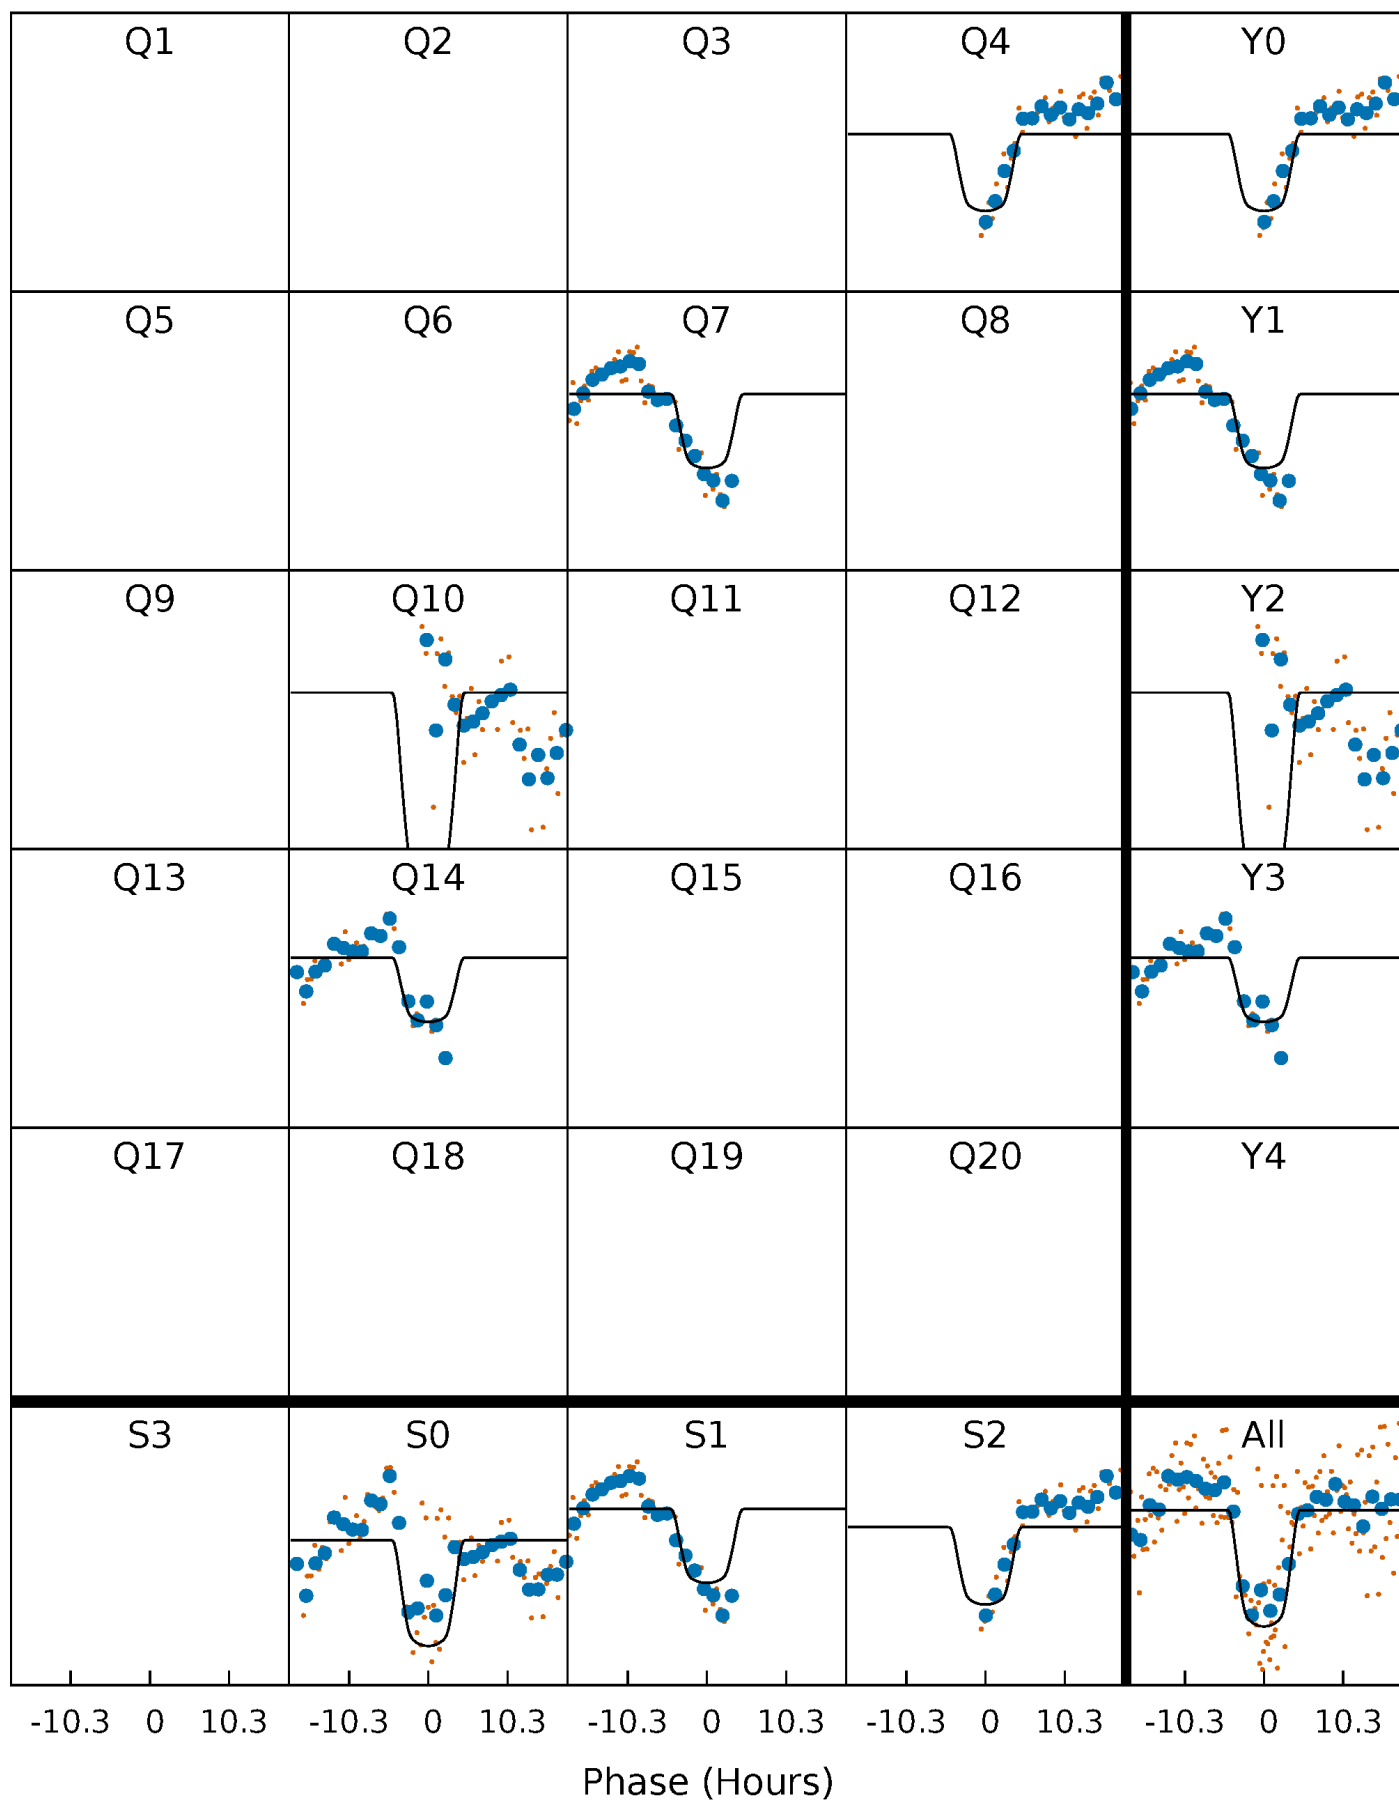 Q1 Q2 Q3 Q4 Y0
Q5 Q6 Q7 Q8 Y1
Q9 Q10 Q11 Q12 Y2
Q13 Q14 Q15 Q16 Y3
Q17 Q18 Q19 Q20 Y4
S3 S0 S1 S2 All
-10.3 0 10.3 -10.3 0 10.3 -10.3 0 10.3 -10.3 0 10.3 -10.3 0 10.3
Phase (Hours)